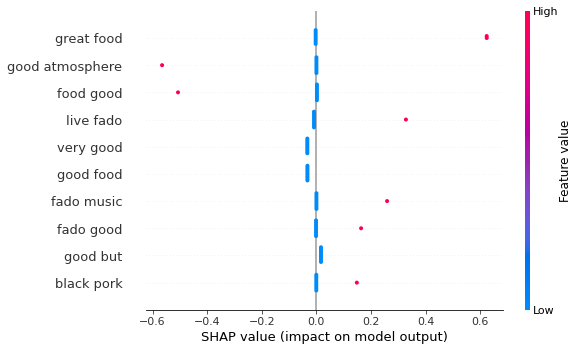 High
great food
good atmosphere
food good
live fado
very good
good food
fado music
fado good
good but
black pork
Low
Feature value
−0.6 −0.4 −0.2 0.0 0.2 0.4 0.6
SHAP value (impact on model output)